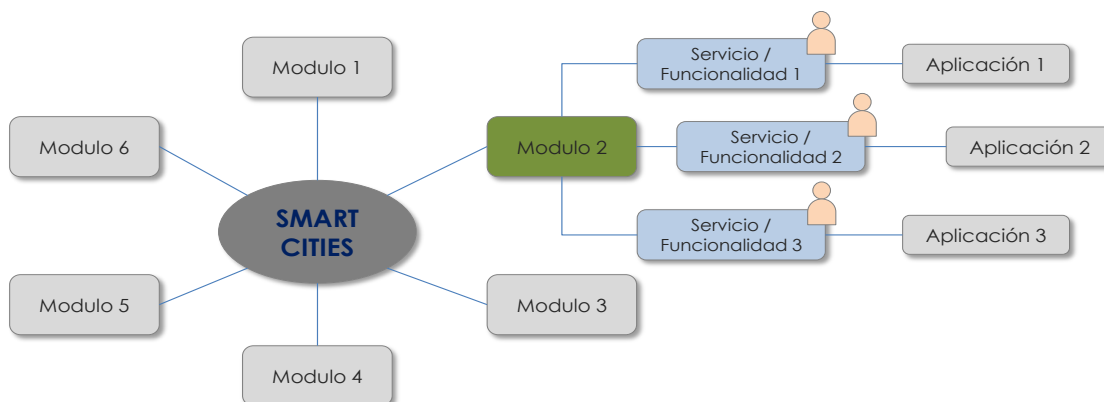 Modulo 1
Modulo 6
SMART
CITIES
Modulo 5
Modulo 4
Modulo 3
Modulo 2
Servicio /
Funcionalidad 1
Aplicación 1
Servicio /
Funcionalidad 2
Aplicación 2
Servicio /
Funcionalidad 3
Aplicación 3